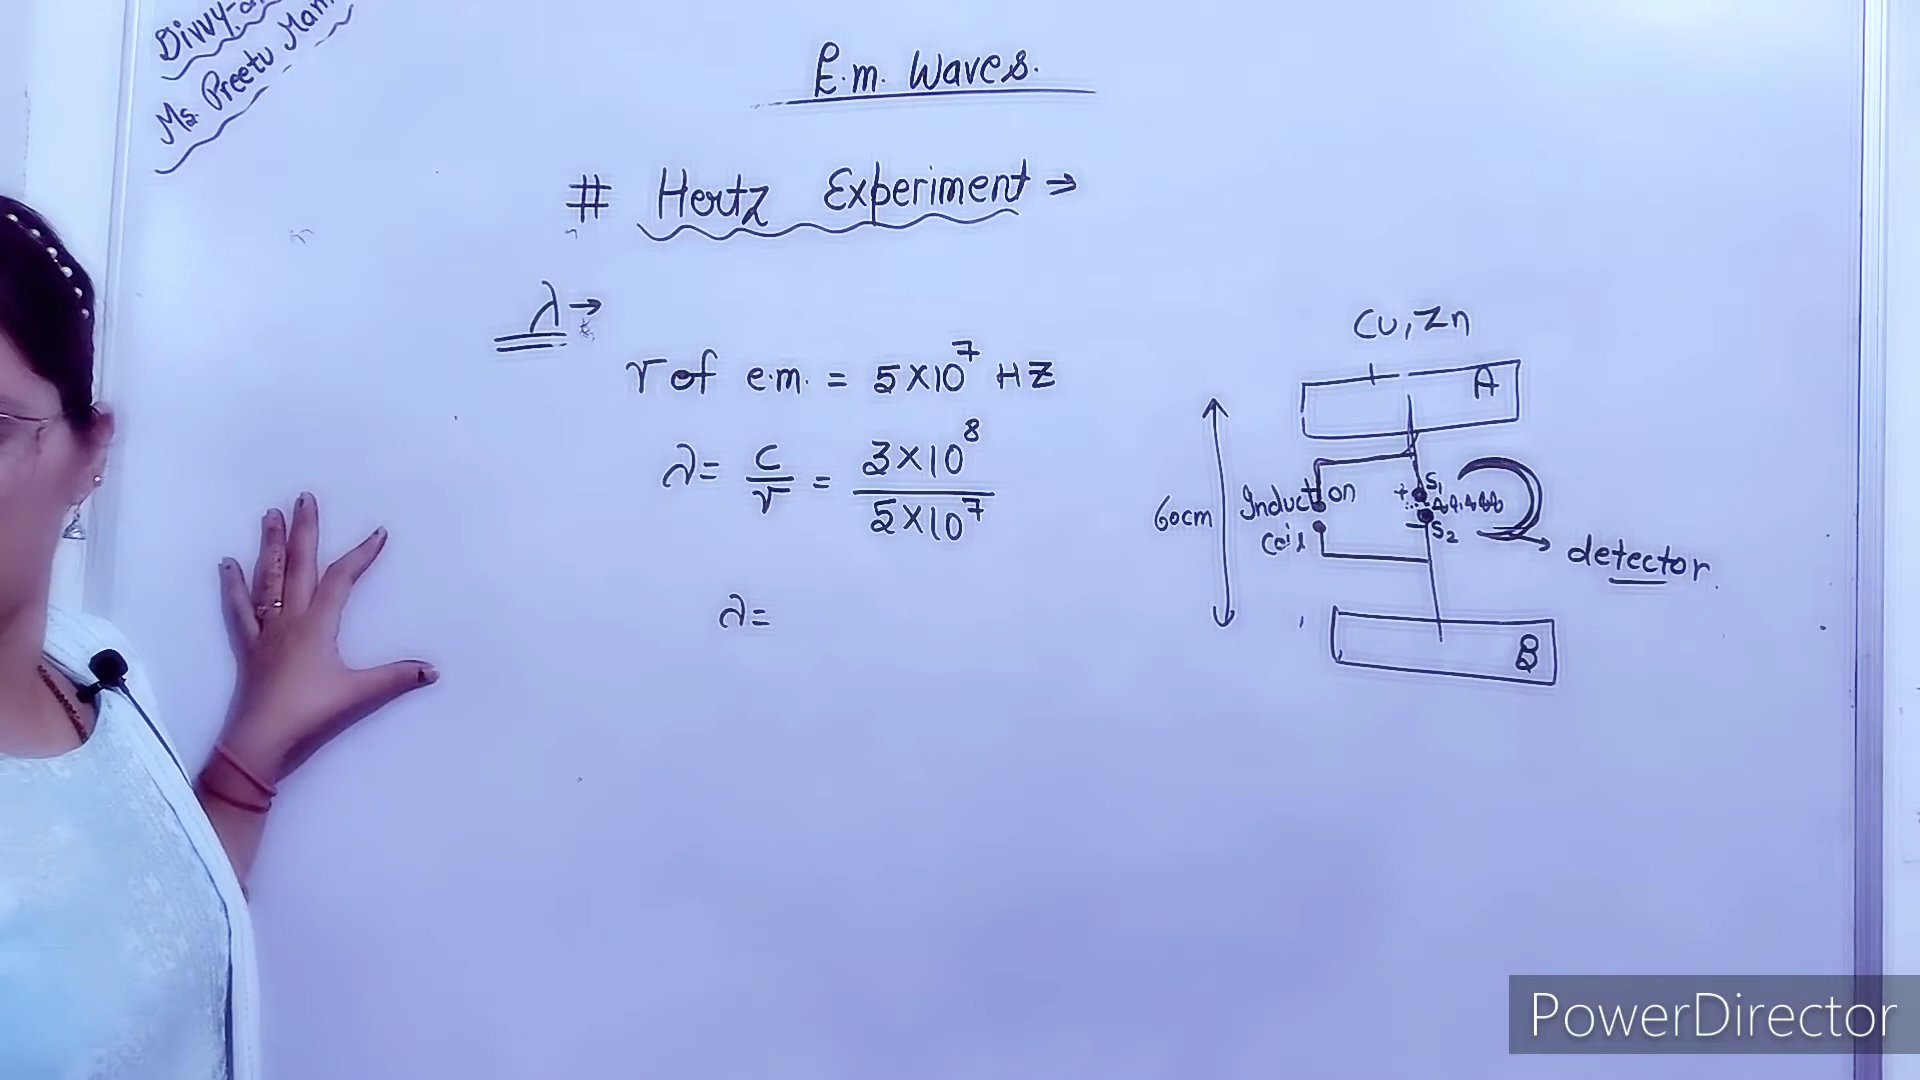 Ms. Preetu Mam
E.m. Waves.
# Hertz Experiment ⇒
λ →
ν of e.m. = 5×10⁷ HZ
λ = c/ν = 3×10⁸/5×10⁷
λ =
Cu, Zn
A
60cm
Induction
Coil
+ S₁
− S₂
detector.
B
PowerDirector